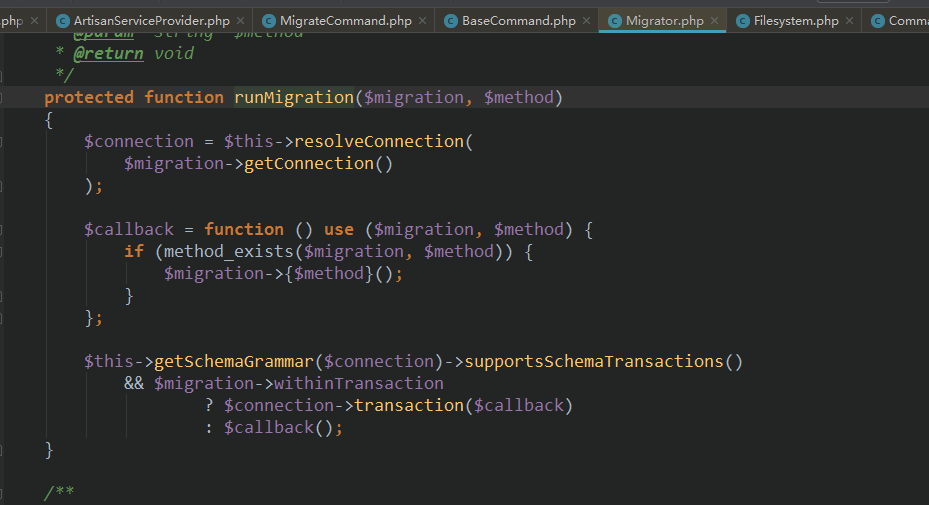 .php × ArtisanServiceProvider.php × MigrateCommand.php × BaseCommand.php × Migrator.php × Filesystem.php × Comma
* @param string $method
* @return void
*/
protected function runMigration($migration, $method)
{
$connection = $this->resolveConnection(
$migration->getConnection()
);
$callback = function () use ($migration, $method) {
if (method_exists($migration, $method)) {
$migration->{$method}();
}
};
$this->getSchemaGrammar($connection)->supportsSchemaTransactions()
&& $migration->withinTransaction
? $connection->transaction($callback)
: $callback();
}
/**